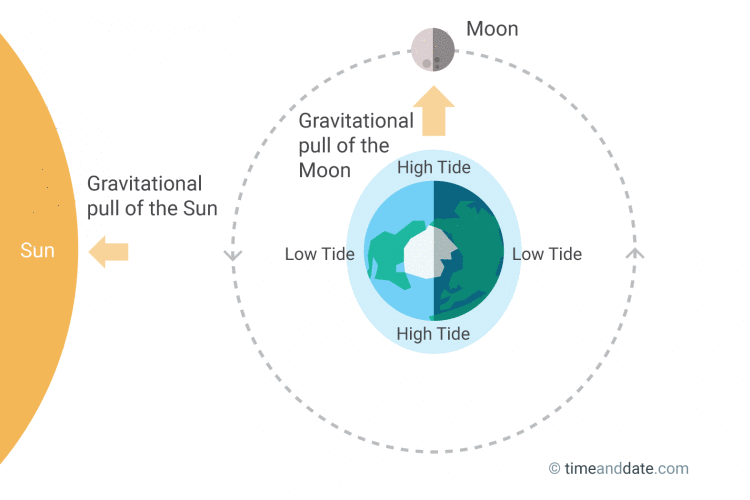 Moon
Gravitational
pull of the
Moon
High Tide
Gravitational
pull of the Sun
Sun
Low Tide
Low Tide
High Tide
© timeanddate.com